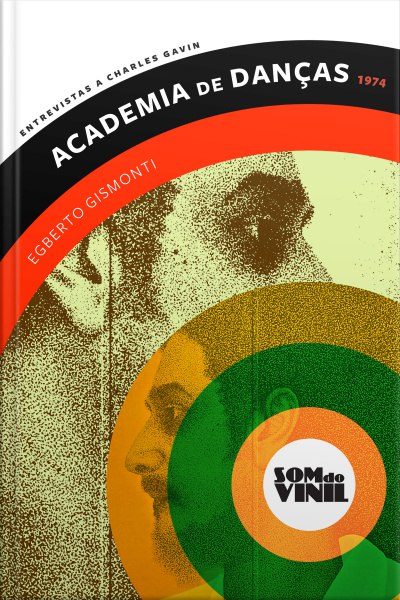 ENTREVISTAS A CHARLES GAVIN
ACADEMIA DE DANÇAS 1974
EGBERTO GISMONTI
SOM do
VINIL